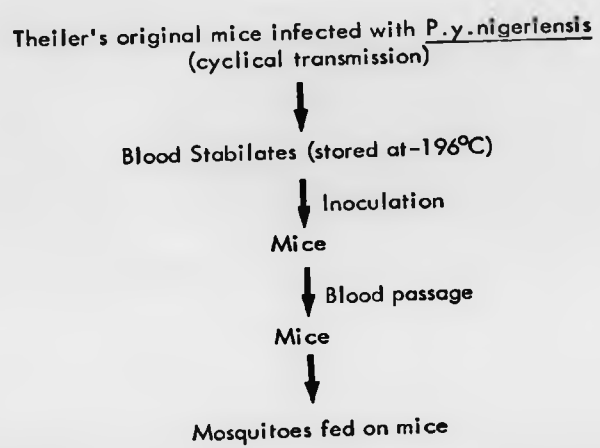 Theiler's original mice infected with P.y.nigeriensis
(cyclical transmission)
Blood Stabilates (stored at-196°C)
Inoculation
Mice
Blood passage
Mice
Mosquitoes fed on mice